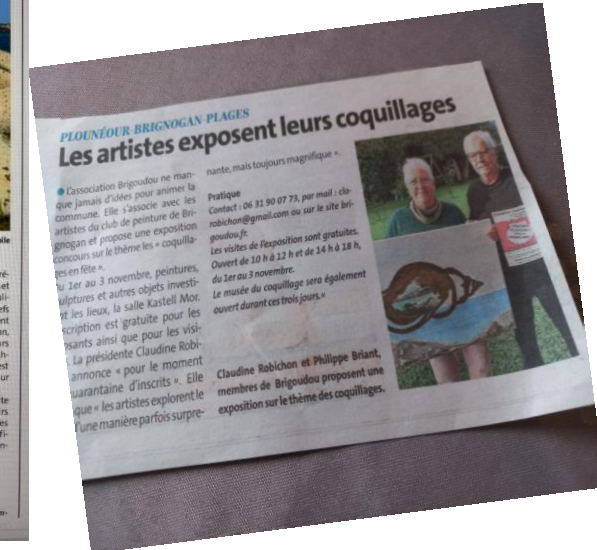 PLOUNÉOUR-BRIGNOGAN-PLAGES
Les artistes exposent leurs coquillages
● L'association Brigoudou ne man-
que jamais d'idées pour animer la
commune. Elle s'associe avec les
artistes du club de peinture de Bri-
gnogan et propose une exposition
concours sur le thème les « coquilla-
ges en fête ».
u 1er au 3 novembre, peintures,
ulptures et autres objets investi-
nt les lieux, la salle Kastell Mor.
scription est gratuite pour les
osants ainsi que pour les visi-
La présidente Claudine Robi-
annonce « pour le moment
uarantaine d'inscrits ». Elle
que « les artistes explorent le
d'une manière parfois surpre-
nante, mais toujours magnifique ».
Pratique
Contact : 06 31 90 07 73, par mail : clo-
robichon@gmail.com ou sur le site bri-
goudou.fr.
Les visites de l'exposition sont gratuites.
Ouvert de 10 h à 12 h et de 14 h à 18 h,
du 1er au 3 novembre.
Le musée du coquillage sera également
ouvert durant ces trois jours."
Claudine Robichon et Philippe Briant,
membres de Brigoudou proposent une
exposition sur le thème des coquillages.